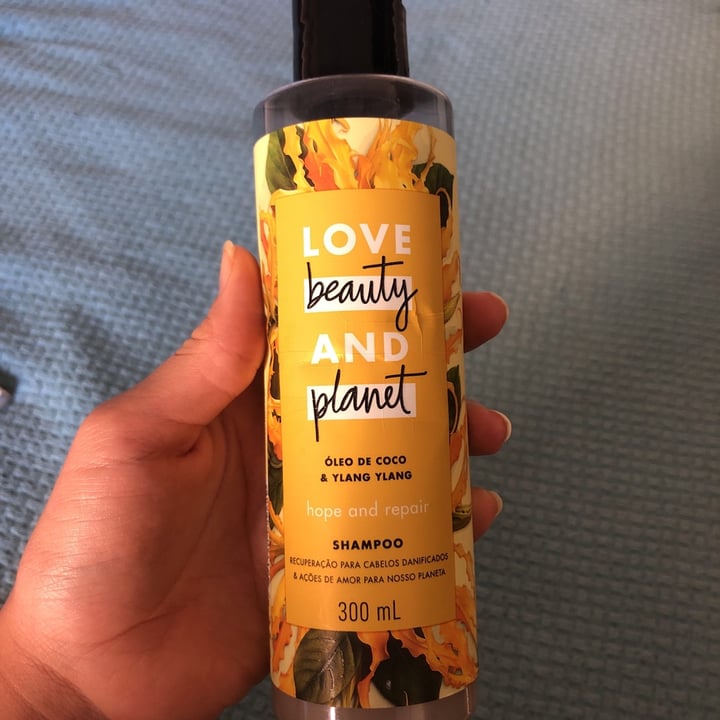 LOVE
beauty
AND
planet
ÓLEO DE COCO
& YLANG YLANG
hope and repair
SHAMPOO
RECUPERAÇÃO PARA CABELOS DANIFICADOS
& AÇÕES DE AMOR PARA NOSSO PLANETA
300 mL